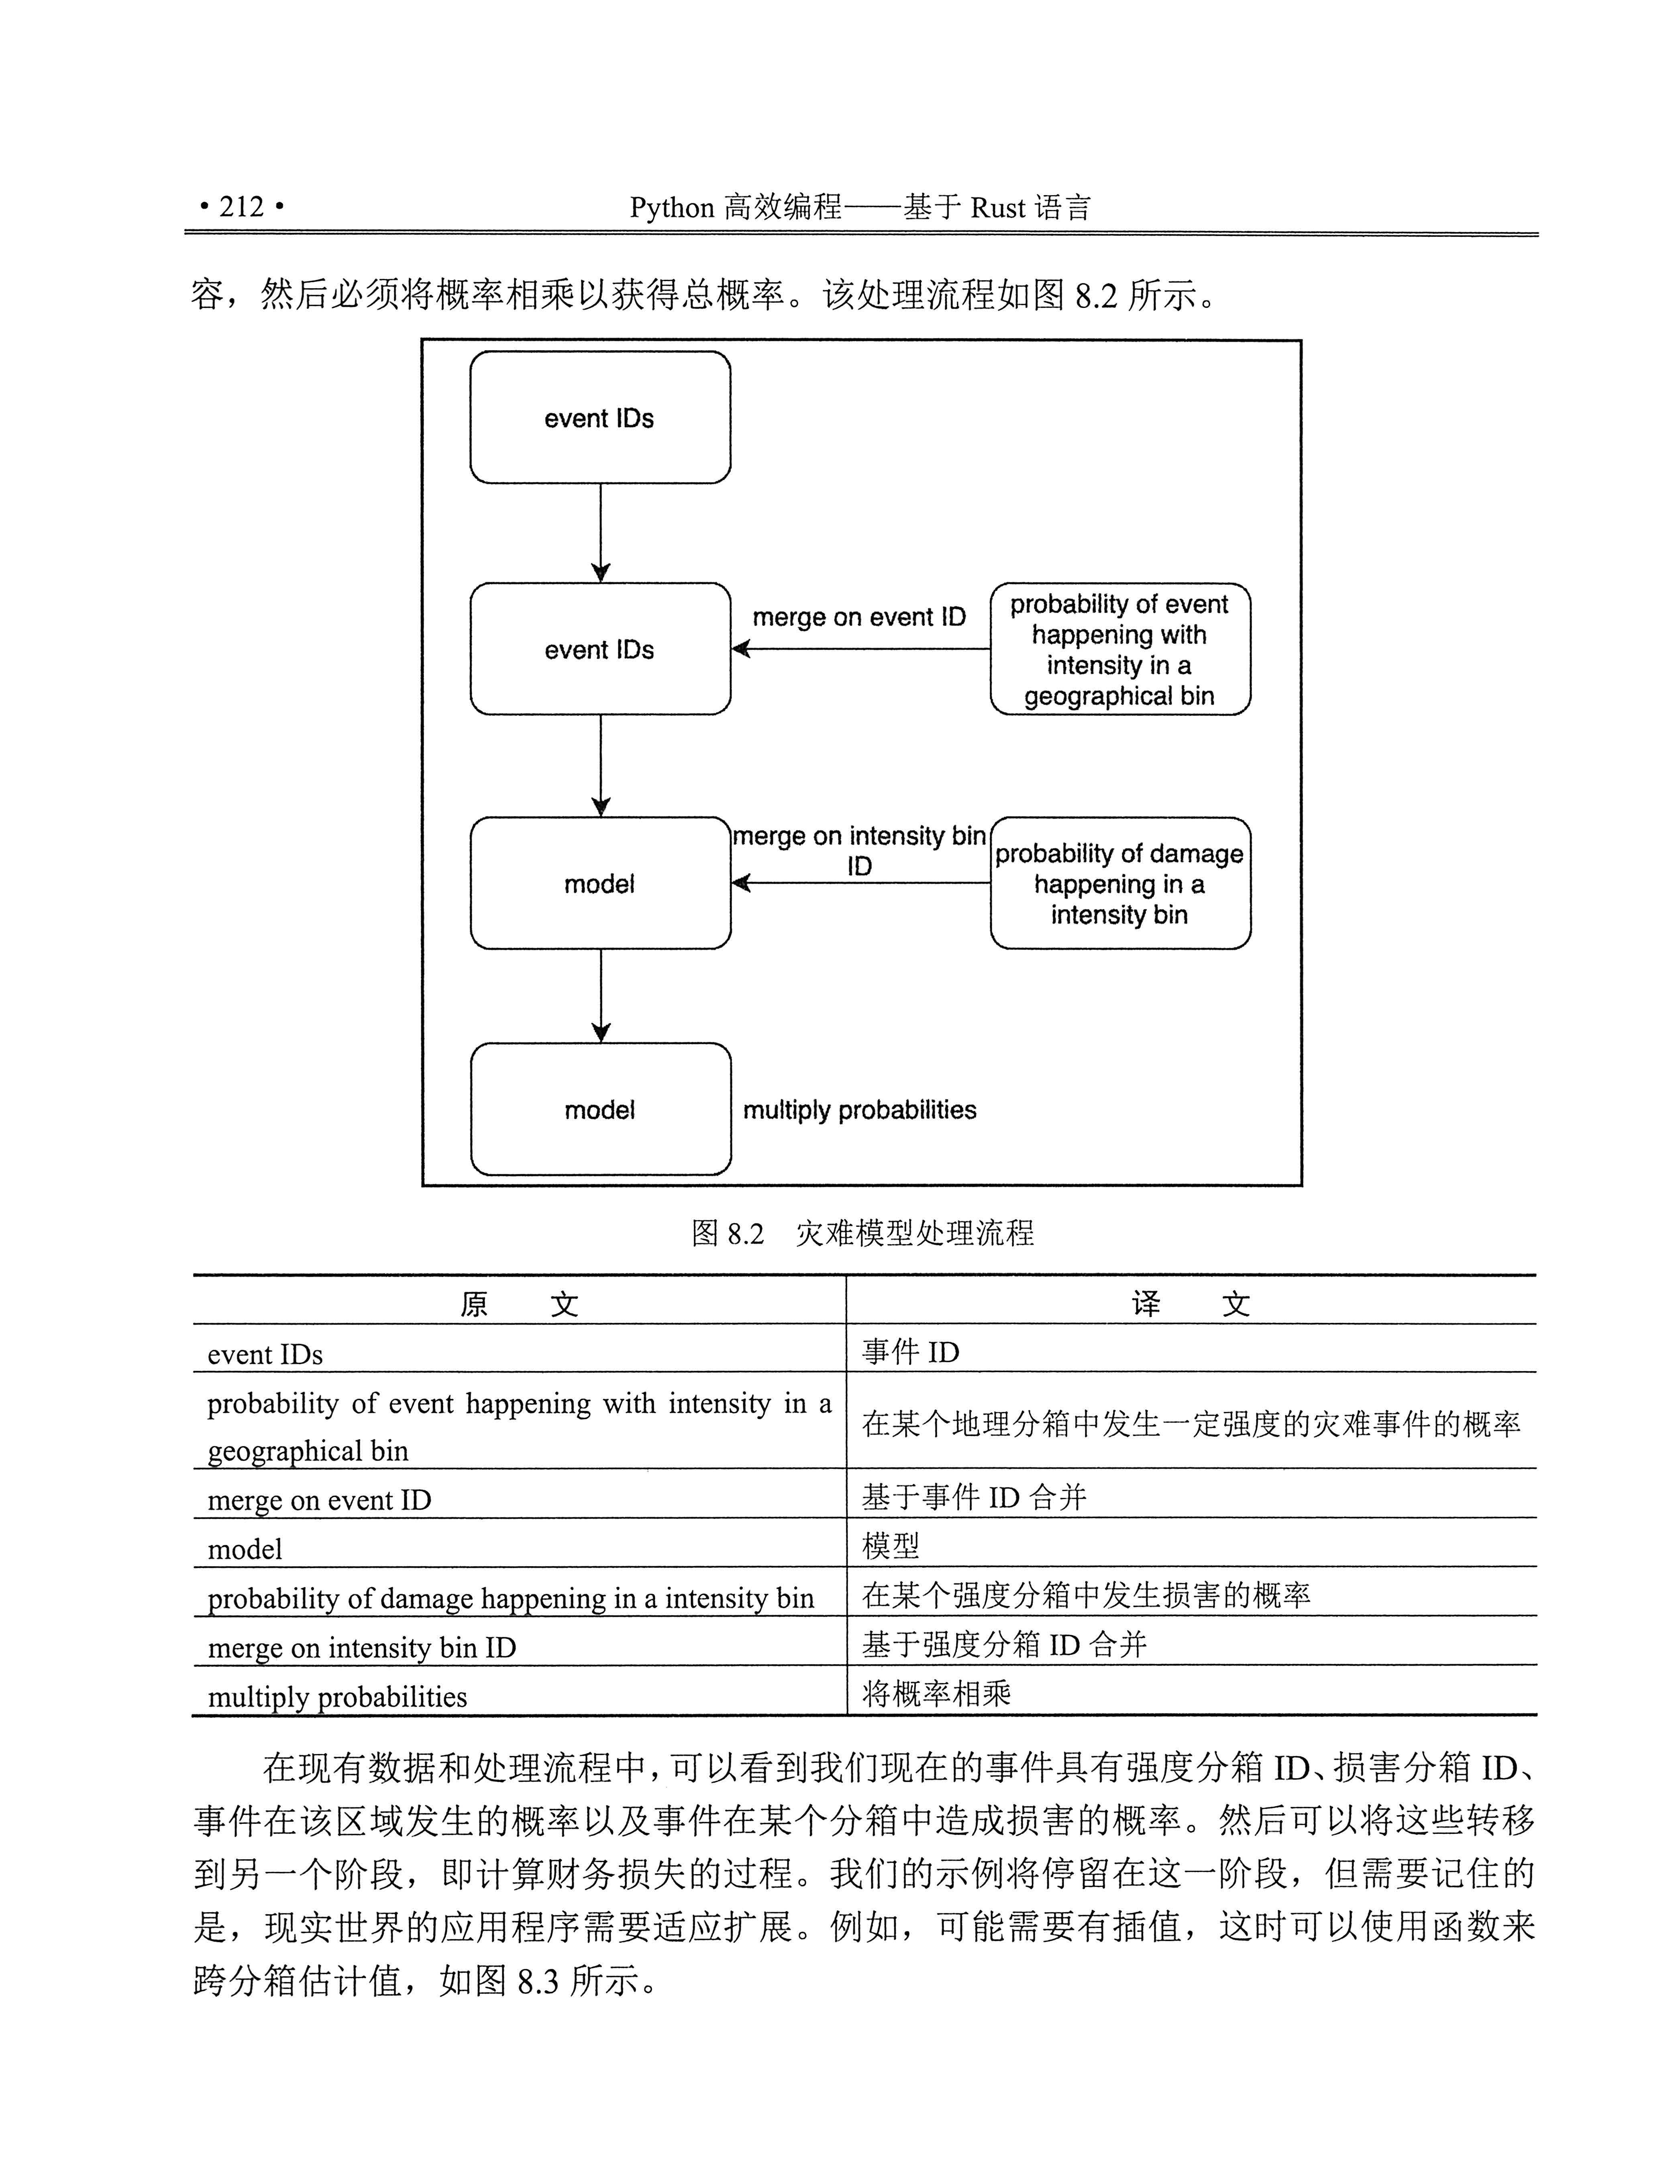 • 212 •
Python 高效编程——基于 Rust 语言
容，然后必须将概率相乘以获得总概率。该处理流程如图 8.2 所示。
event IDs
event IDs
merge on event ID
probability of event
happening with
intensity in a
geographical bin
model
merge on intensity bin
ID
probability of damage
happening in a
intensity bin
model
multiply probabilities
图 8.2 灾难模型处理流程
原 文
译 文
event IDs
事件 ID
probability of event happening with intensity in a
geographical bin
在某个地理分箱中发生一定强度的灾难事件的概率
merge on event ID
基于事件 ID 合并
model
模型
probability of damage happening in a intensity bin
在某个强度分箱中发生损害的概率
merge on intensity bin ID
基于强度分箱 ID 合并
multiply probabilities
将概率相乘
在现有数据和处理流程中，可以看到我们现在的事件具有强度分箱 ID、损害分箱 ID、
事件在该区域发生的概率以及事件在某个分箱中造成损害的概率。然后可以将这些转移
到另一个阶段，即计算财务损失的过程。我们的示例将停留在这一阶段，但需要记住的
是，现实世界的应用程序需要适应扩展。例如，可能需要有插值，这时可以使用函数来
跨分箱估计值，如图 8.3 所示。